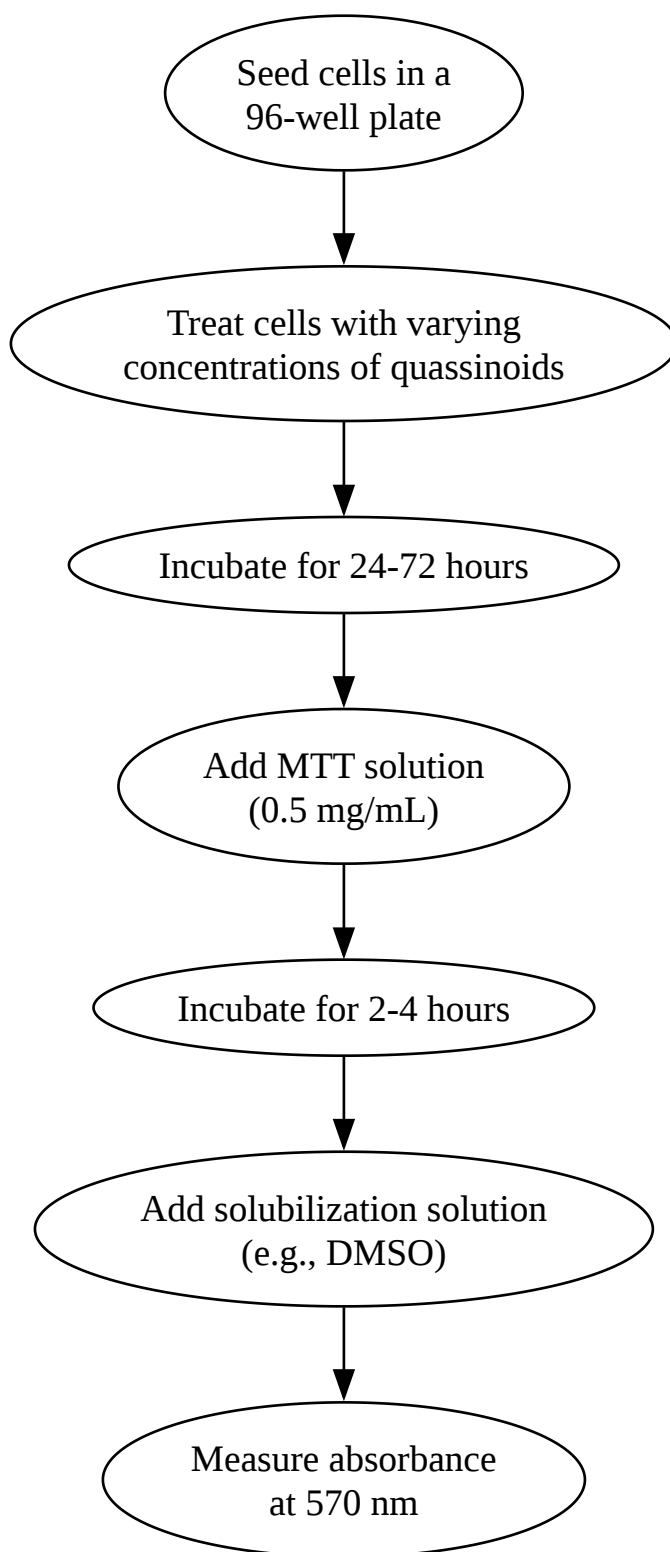 Seed cells in a
96-well plate
Treat cells with varying
concentrations of quassinoids
Incubate for 24-72 hours
Add MTT solution
(0.5 mg/mL)
Incubate for 2-4 hours
Add solubilization solution
(e.g., DMSO)
Measure absorbance
at 570 nm